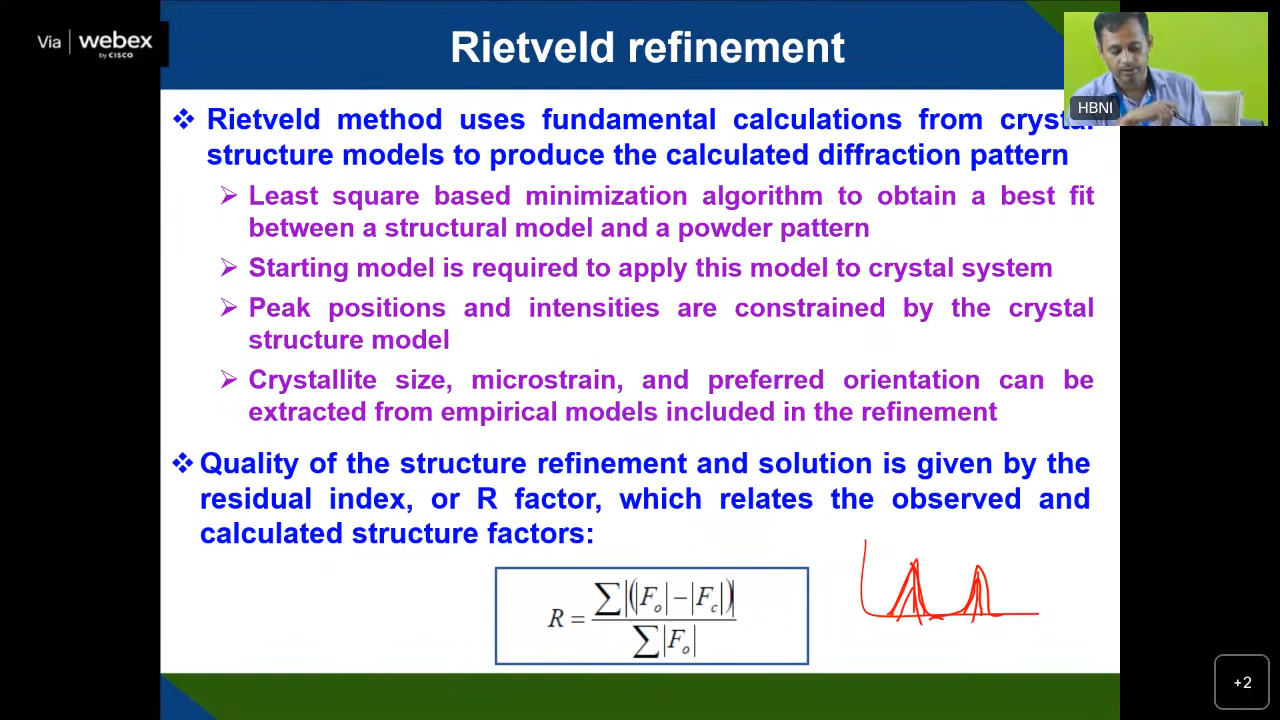 Via | webex
by CISCO
Rietveld refinement
HBNI
❖ Rietveld method uses fundamental calculations from crystal
structure models to produce the calculated diffraction pattern
➢ Least square based minimization algorithm to obtain a best fit
between a structural model and a powder pattern
➢ Starting model is required to apply this model to crystal system
➢ Peak positions and intensities are constrained by the crystal
structure model
➢ Crystallite size, microstrain, and preferred orientation can be
extracted from empirical models included in the refinement
❖ Quality of the structure refinement and solution is given by the
residual index, or R factor, which relates the observed and
calculated structure factors:
R = ∑|(|Fₒ| − |F_c|)| / ∑|Fₒ|
+2